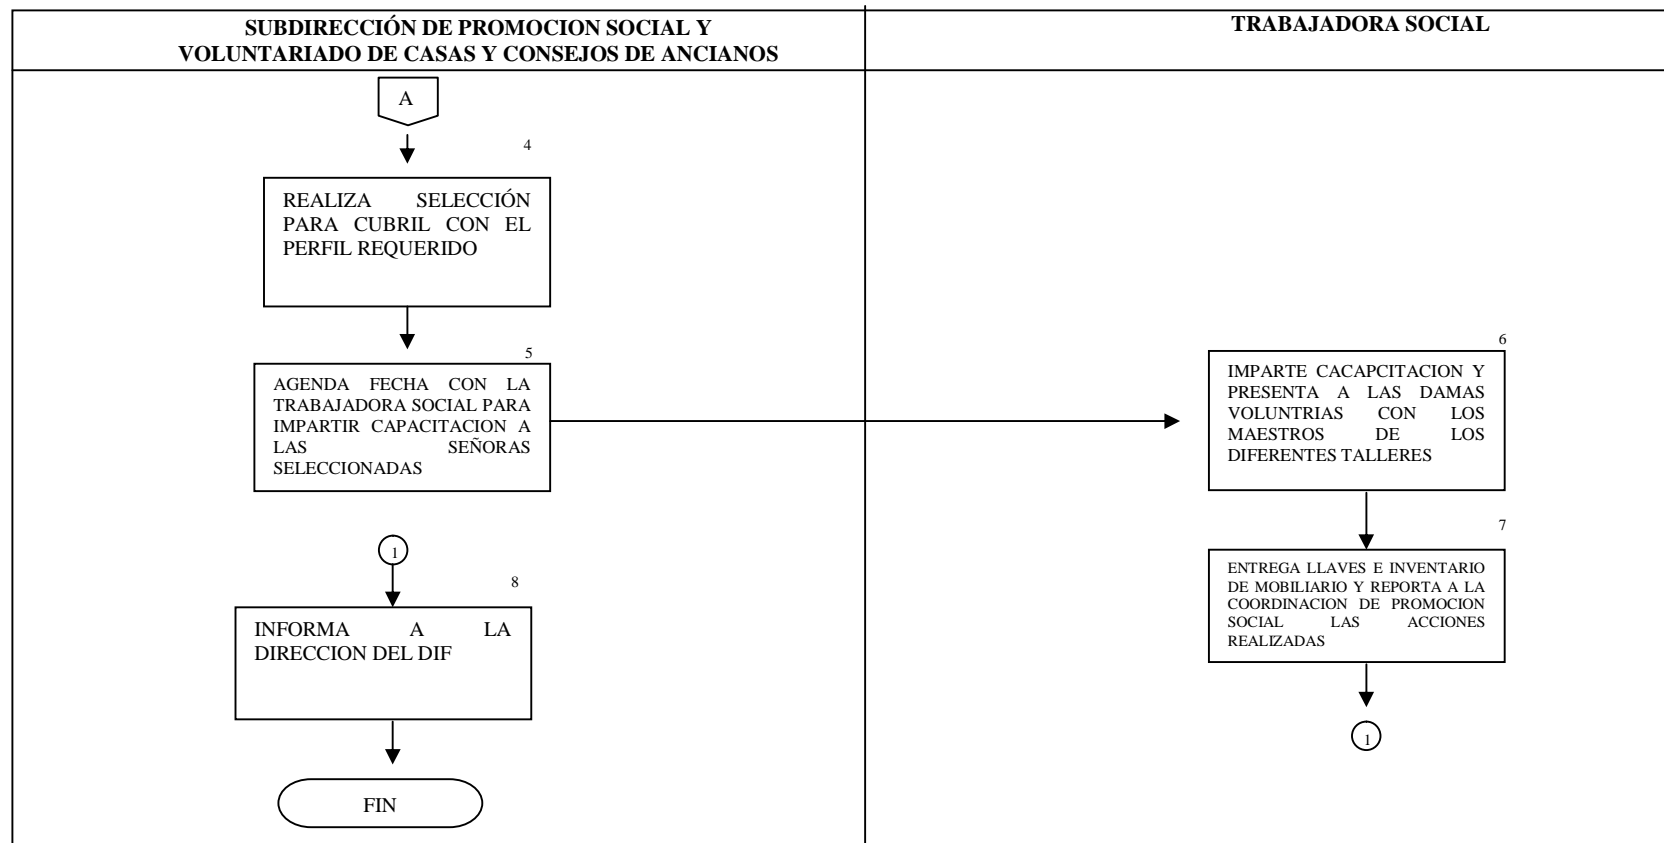 SUBDIRECCIÓN DE PROMOCION SOCIAL Y
VOLUNTARIADO DE CASAS Y CONSEJOS DE ANCIANOS
TRABAJADORA SOCIAL
A
4
REALIZA SELECCIÓN
PARA CUBRIL CON EL
PERFIL REQUERIDO
5
AGENDA FECHA CON LA
TRABAJADORA SOCIAL PARA
IMPARTIR CAPACITACION A
LAS SEÑORAS
SELECCIONADAS
6
IMPARTE CACAPCITACION Y
PRESENTA A LAS DAMAS
VOLUNTRIAS CON LOS
MAESTROS DE LOS
DIFERENTES TALLERES
7
ENTREGA LLAVES E INVENTARIO
DE MOBILIARIO Y REPORTA A LA
COORDINACION DE PROMOCION
SOCIAL LAS ACCIONES
REALIZADAS
1
1
8
INFORMA A LA
DIRECCION DEL DIF
FIN